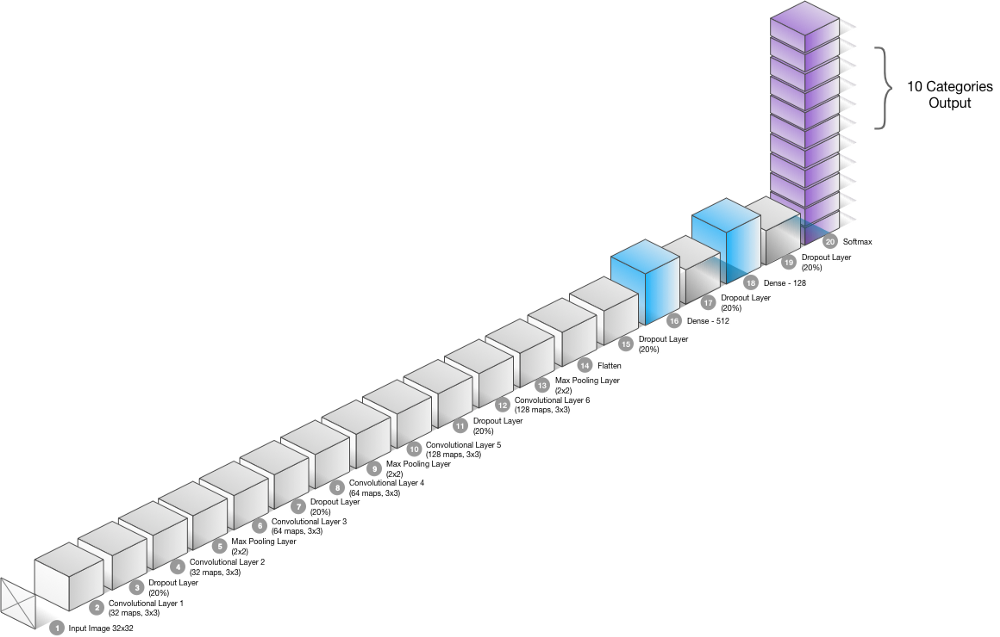 10 Categories
Output
20 Softmax
19 Dropout Layer
(20%)
18 Dense - 128
17 Dropout Layer
(20%)
16 Dense - 512
15 Dropout Layer
(20%)
14 Flatten
13 Max Pooling Layer
(2x2)
12 Convolutional Layer 6
(128 maps, 3x3)
11 Dropout Layer
(20%)
10 Convolutional Layer 5
(128 maps, 3x3)
9 Max Pooling Layer
(2x2)
8 Convolutional Layer 4
(64 maps, 3x3)
7 Dropout Layer
(20%)
6 Convolutional Layer 3
(64 maps, 3x3)
5 Max Pooling Layer
(2x2)
4 Convolutional Layer 2
(32 maps, 3x3)
3 Dropout Layer
(20%)
2 Convolutional Layer 1
(32 maps, 3x3)
1 Input Image 32x32